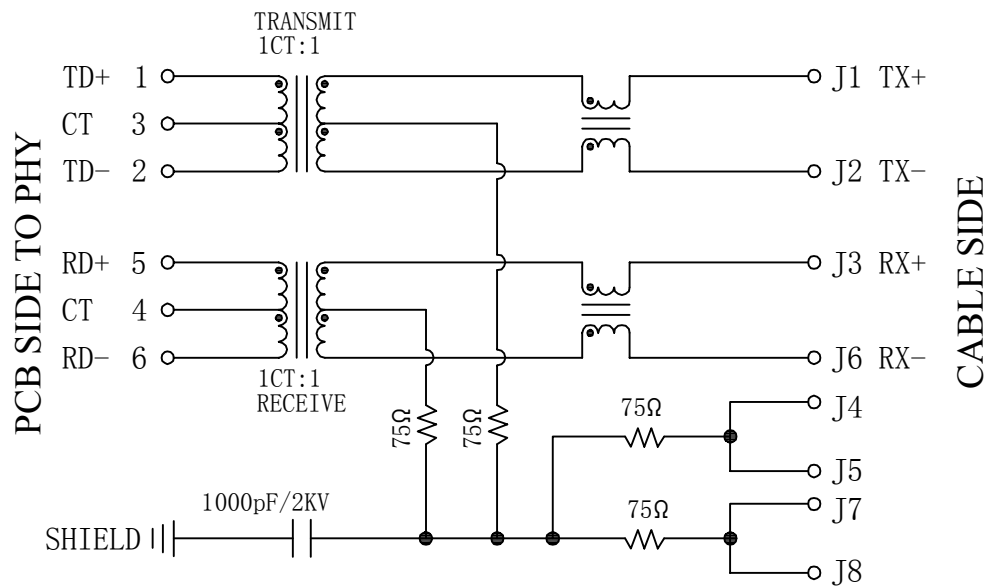 TRANSMIT
1CT:1
TD+ 1
CT 3
TD- 2
J1 TX+
J2 TX-
PCB SIDE TO PHY
CABLE SIDE
RD+ 5
CT 4
RD- 6
J3 RX+
J6 RX-
1CT:1
RECEIVE
75Ω
75Ω
75Ω
J4
J5
1000pF/2KV
75Ω
J7
SHIELD
J8